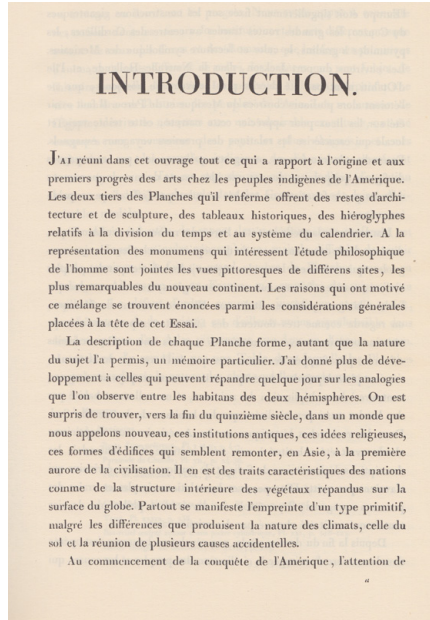 INTRODUCTION.
J'AI réuni dans cet ouvrage tout ce qui a rapport à l'origine et aux
premiers progrès des arts chez les peuples indigènes de l'Amérique.
Les deux tiers des Planches qu'il renferme offrent des restes d'archi-
tecture et de sculpture, des tableaux historiques, des hiéroglyphes
relatifs à la division du temps et au système du calendrier. A la
représentation des monumens qui intéressent l'étude philosophique
de l'homme sont jointes les vues pittoresques de différens sites, les
plus remarquables du nouveau continent. Les raisons qui ont motivé
ce mélange se trouvent énoncées parmi les considérations générales
placées à la tête de cet Essai.
La description de chaque Planche forme, autant que la nature
du sujet l'a permis, un mémoire particulier. J'ai donné plus de déve-
loppement à celles qui peuvent répandre quelque jour sur les analogies
que l'on observe entre les habitans des deux hémisphères. On est
surpris de trouver, vers la fin du quinzième siècle, dans un monde que
nous appelons nouveau, ces institutions antiques, ces idées religieuses,
ces formes d'édifices qui semblent remonter, en Asie, à la première
aurore de la civilisation. Il en est des traits caractéristiques des nations
comme de la structure intérieure des végétaux répandus sur la
surface du globe. Partout se manifeste l'empreinte d'un type primitif,
malgré les différences que produisent la nature des climats, celle du
sol et la réunion de plusieurs causes accidentelles.
Au commencement de la conquête de l'Amérique, l'attention de
a